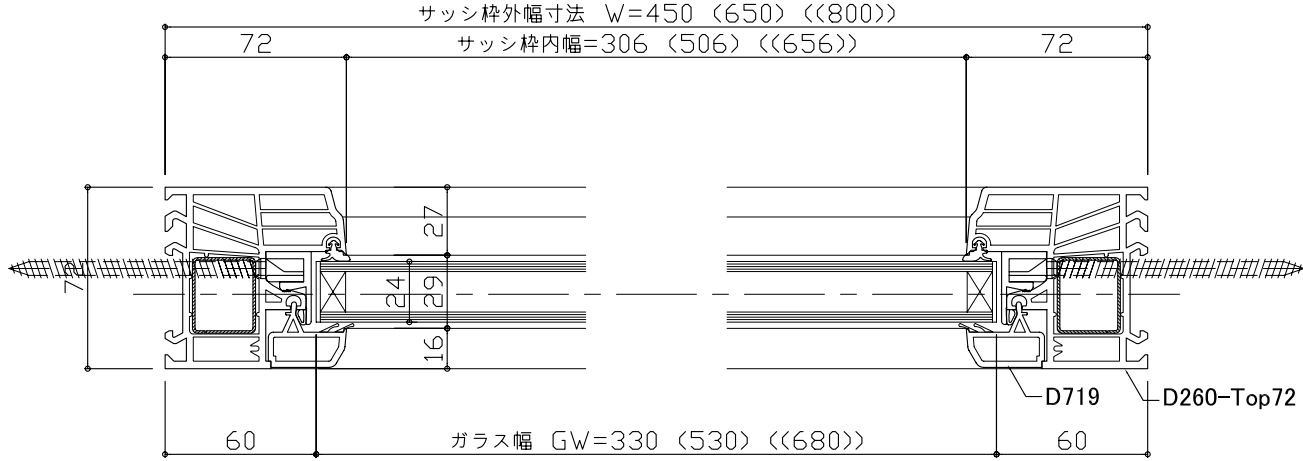 サッシ枠外幅寸法 W=450 (650) ((800))
72
サッシ枠内幅=306 (506) ((656))
72
27
72
24
29
16
D719
D260-Top72
60
ガラス幅 GW=330 (530) ((680))
60